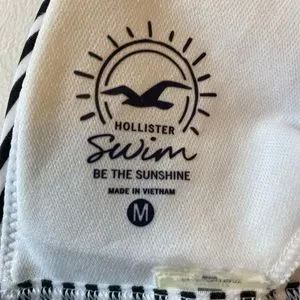 HOLLISTER
Swim
BE THE SUNSHINE
MADE IN VIETNAM
M